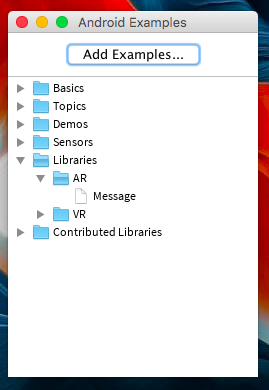 Android Examples
Add Examples...
Basics
Topics
Demos
Sensors
Libraries
AR
Message
VR
Contributed Libraries